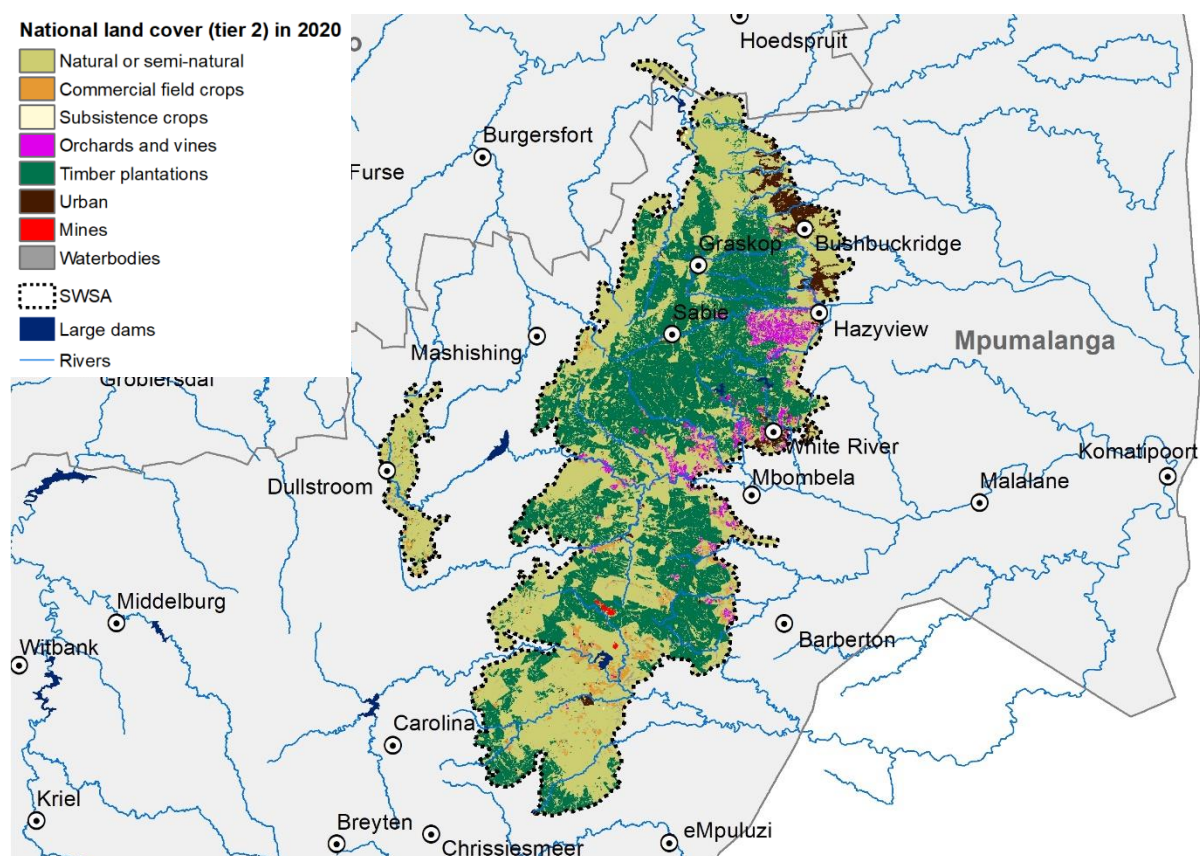 National land cover (tier 2) in 2020
Natural or semi-natural
Commercial field crops
Subsistence crops
Orchards and vines
Timber plantations
Urban
Mines
Waterbodies
SWSA
Large dams
Rivers
o
Hoedspruit
Burgersfort
Furse
Graskop
Bushbuckridge
Sabie
Hazyview
Mashishing
Mpumalanga
Groblersdal
White River
Komatipoort
Dullstroom
Mbombela
Malalane
Middelburg
Barberton
Witbank
Carolina
Kriel
Breyten
Chrissiesmeer
eMpuluzi